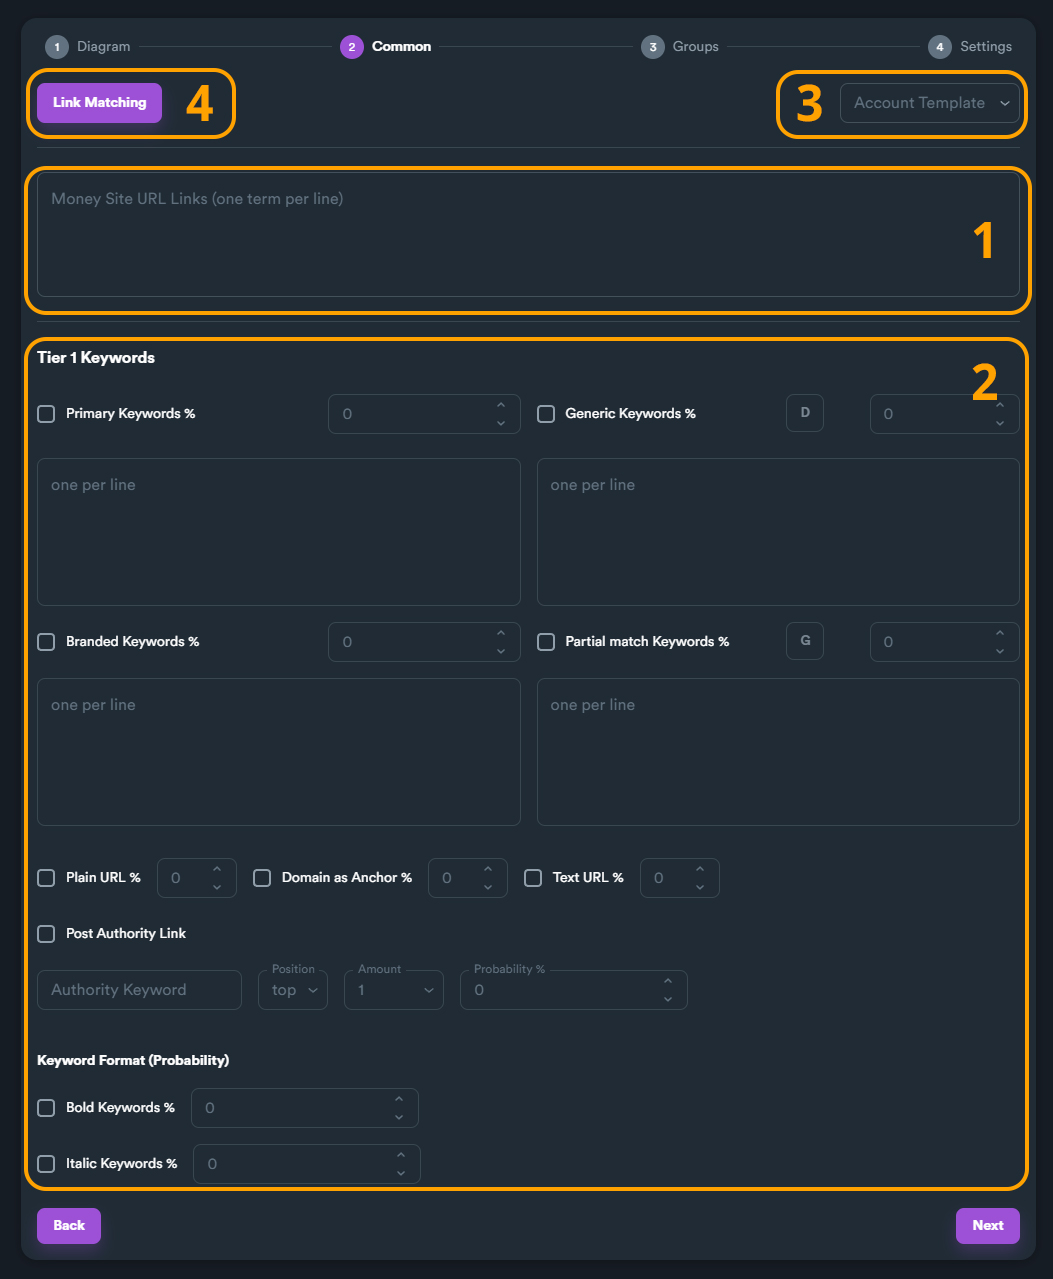 1 Diagram 2 Common 3 Groups 4 Settings
Link Matching 4 3 Account Template
Money Site URL Links (one term per line)
1
Tier 1 Keywords
2
Primary Keywords % 0 Generic Keywords % D 0
one per line one per line
Branded Keywords % 0 Partial match Keywords % G 0
one per line one per line
Plain URL % 0 Domain as Anchor % 0 Text URL % 0
Post Authority Link
Position Amount Probability %
Authority Keyword top 1 0
Keyword Format (Probability)
Bold Keywords % 0
Italic Keywords % 0
Back Next